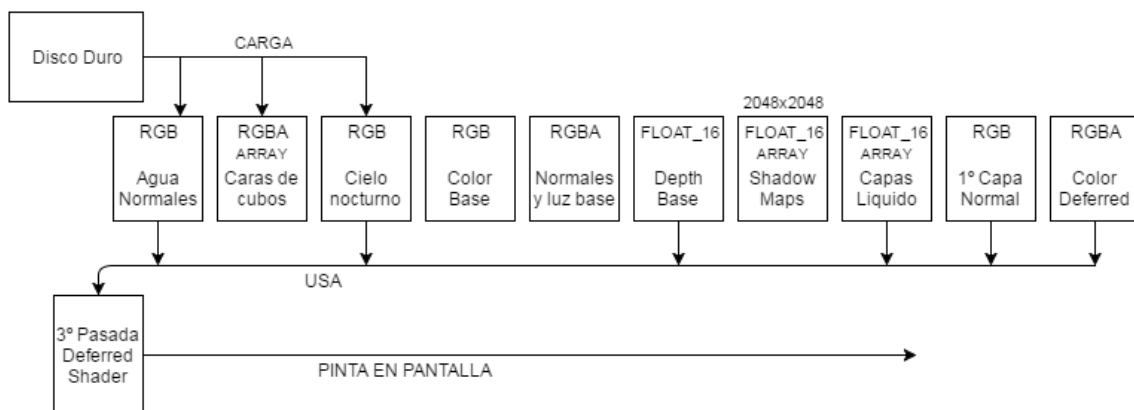 Disco Duro
CARGA
2048x2048
RGB
Agua
Normales
RGBA
ARRAY
Caras de
cubos
RGB
Cielo
nocturno
RGB
Color
Base
RGBA
Normales
y luz base
FLOAT_16
Depth
Base
FLOAT_16
ARRAY
Shadow
Maps
FLOAT_16
ARRAY
Capas
Liquido
RGB
1º Capa
Normal
RGBA
Color
Deferred
USA
3º Pasada
Deferred
Shader
PINTA EN PANTALLA